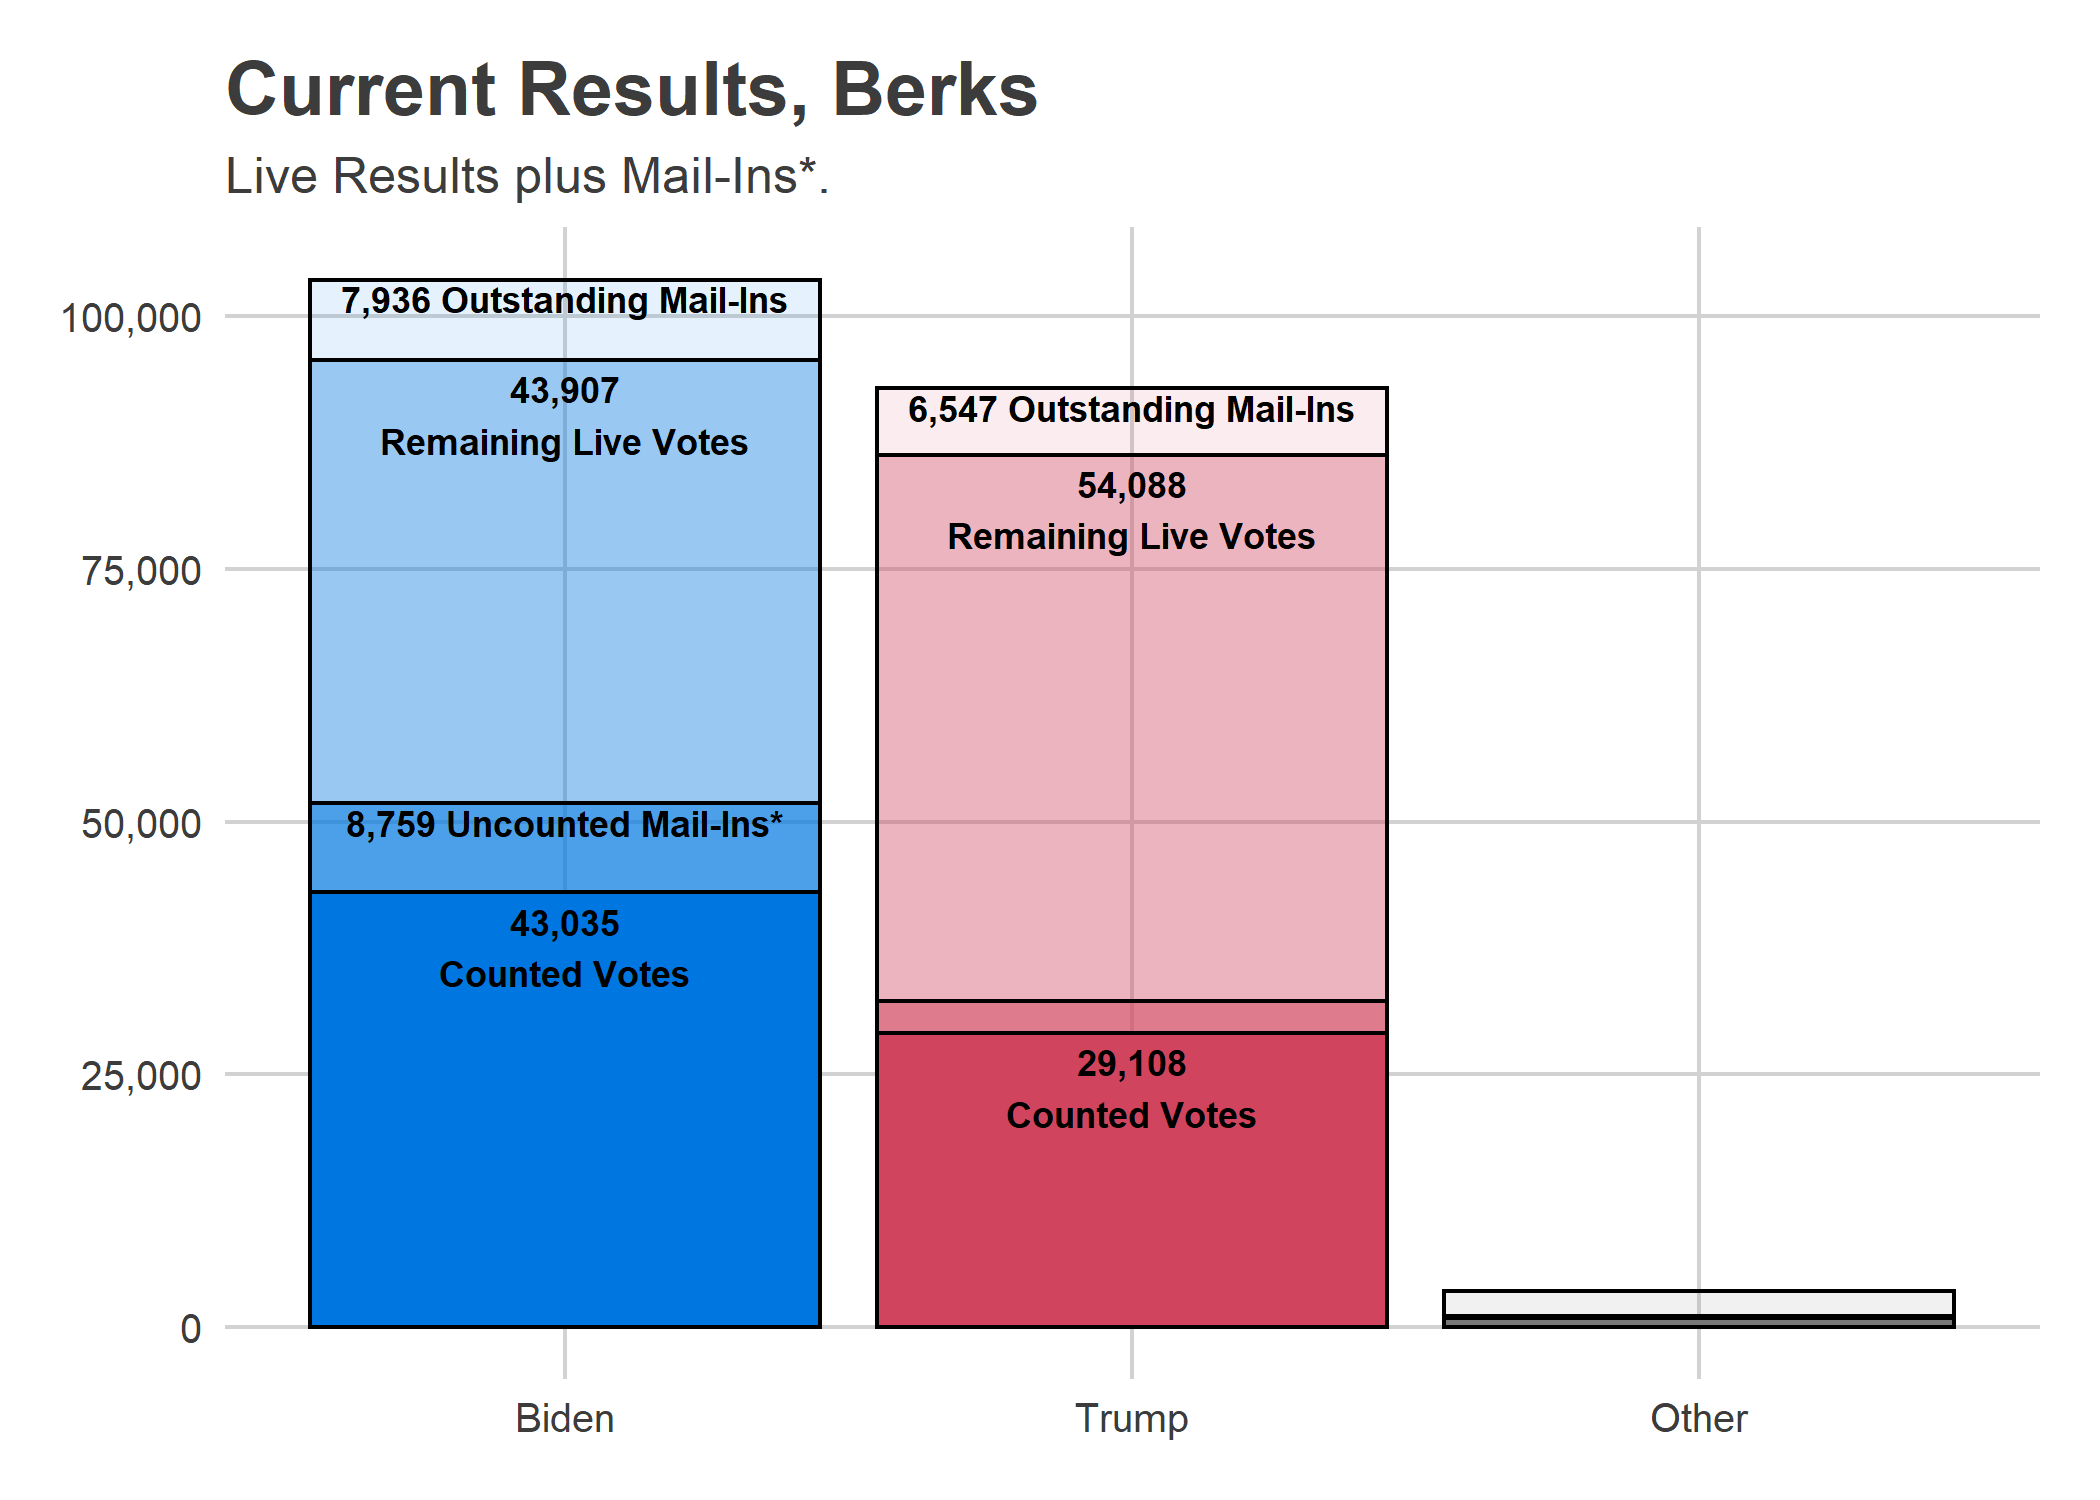 Current Results, Berks
Live Results plus Mail-Ins*.
100,000
75,000
50,000
25,000
0
7,936 Outstanding Mail-Ins
43,907
Remaining Live Votes
8,759 Uncounted Mail-Ins*
43,035
Counted Votes
6,547 Outstanding Mail-Ins
54,088
Remaining Live Votes
29,108
Counted Votes
Biden
Trump
Other